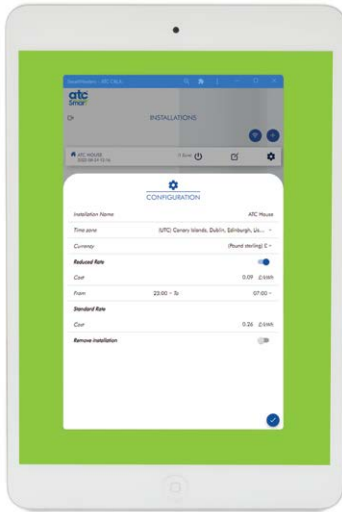 atc
Smart
INSTALLATIONS
ATC HOUSE
CONFIGURATION
Installation Name ATC House
Time zone (UTC) Canary Islands, Dublin, Edinburgh, Lis...
Currency (Pound sterling) £
Reduced Rate
Cost 0.09 £/kWh
From 23:00 - To 07:00
Standard Rate
Cost 0.26 £/kWh
Remove installation